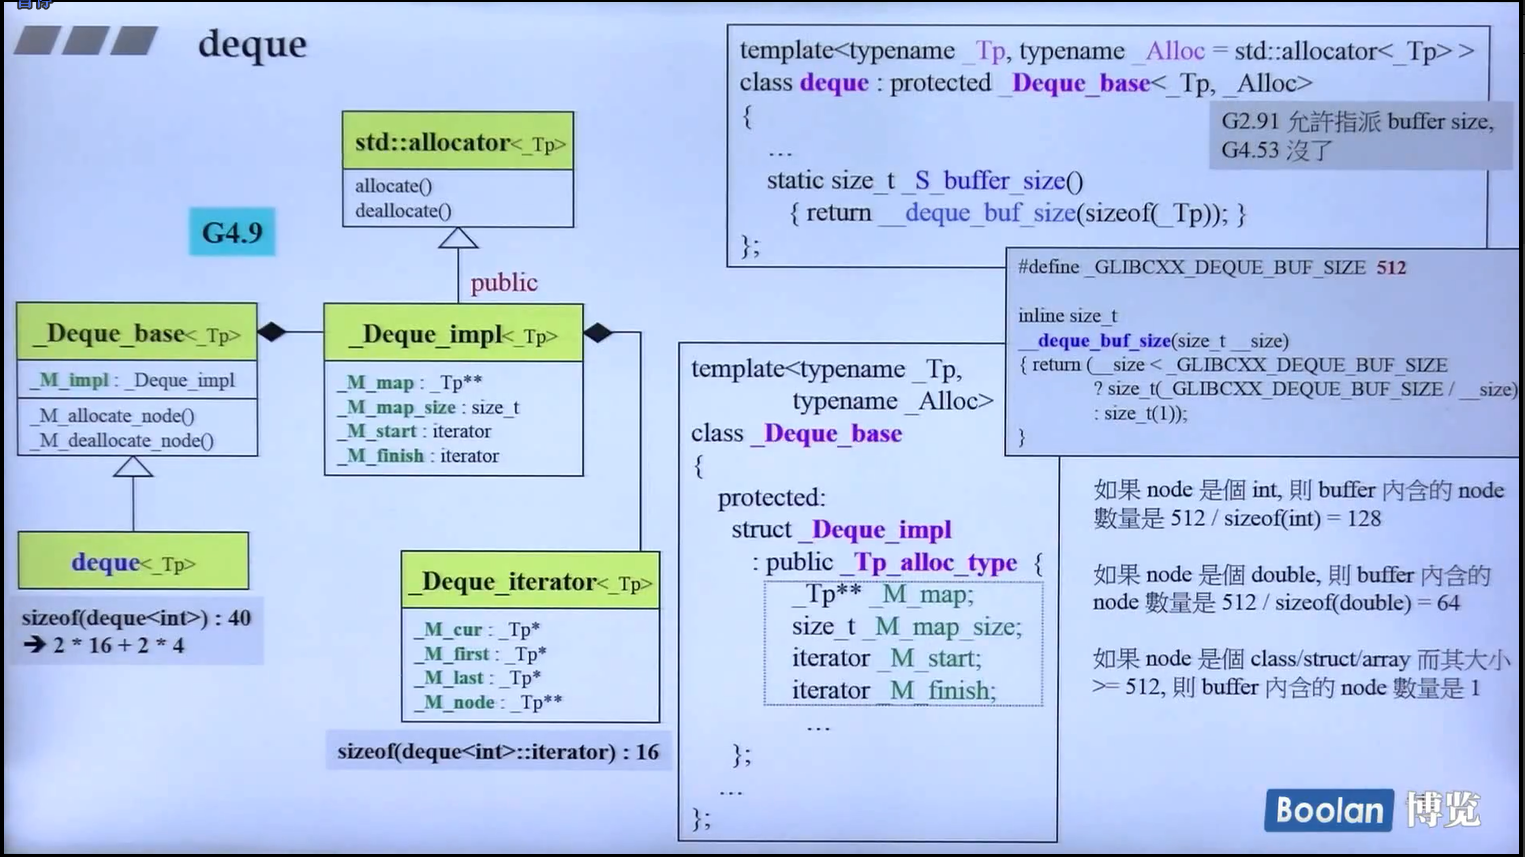 暂停
deque
template<typename _Tp, typename _Alloc = std::allocator<_Tp> >
class deque : protected _Deque_base<_Tp, _Alloc>
{
...
static size_t _S_buffer_size()
{ return __deque_buf_size(sizeof(_Tp)); }
};
G2.91 允許指派 buffer size,
G4.53 沒了
#define _GLIBCXX_DEQUE_BUF_SIZE 512
inline size_t
__deque_buf_size(size_t __size)
{ return (__size < _GLIBCXX_DEQUE_BUF_SIZE
? size_t(_GLIBCXX_DEQUE_BUF_SIZE / __size)
: size_t(1));
}
std::allocator<_Tp>
allocate()
deallocate()
G4.9
public
_Deque_base<_Tp>
_M_impl : _Deque_impl
_M_allocate_node()
_M_deallocate_node()
_Deque_impl<_Tp>
_M_map : _Tp**
_M_map_size : size_t
_M_start : iterator
_M_finish : iterator
deque<_Tp>
sizeof(deque<int>) : 40
➔ 2 * 16 + 2 * 4
_Deque_iterator<_Tp>
_M_cur : _Tp*
_M_first : _Tp*
_M_last : _Tp*
_M_node : _Tp**
sizeof(deque<int>::iterator) : 16
template<typename _Tp,
typename _Alloc>
class _Deque_base
{
protected:
struct _Deque_impl
: public _Tp_alloc_type {
_Tp** _M_map;
size_t _M_map_size;
iterator _M_start;
iterator _M_finish;
...
};
...
};
如果 node 是個 int, 則 buffer 內含的 node
數量是 512 / sizeof(int) = 128
如果 node 是個 double, 則 buffer 內含的
node 數量是 512 / sizeof(double) = 64
如果 node 是個 class/struct/array 而其大小
>= 512, 則 buffer 內含的 node 數量是 1
Boolan 博览